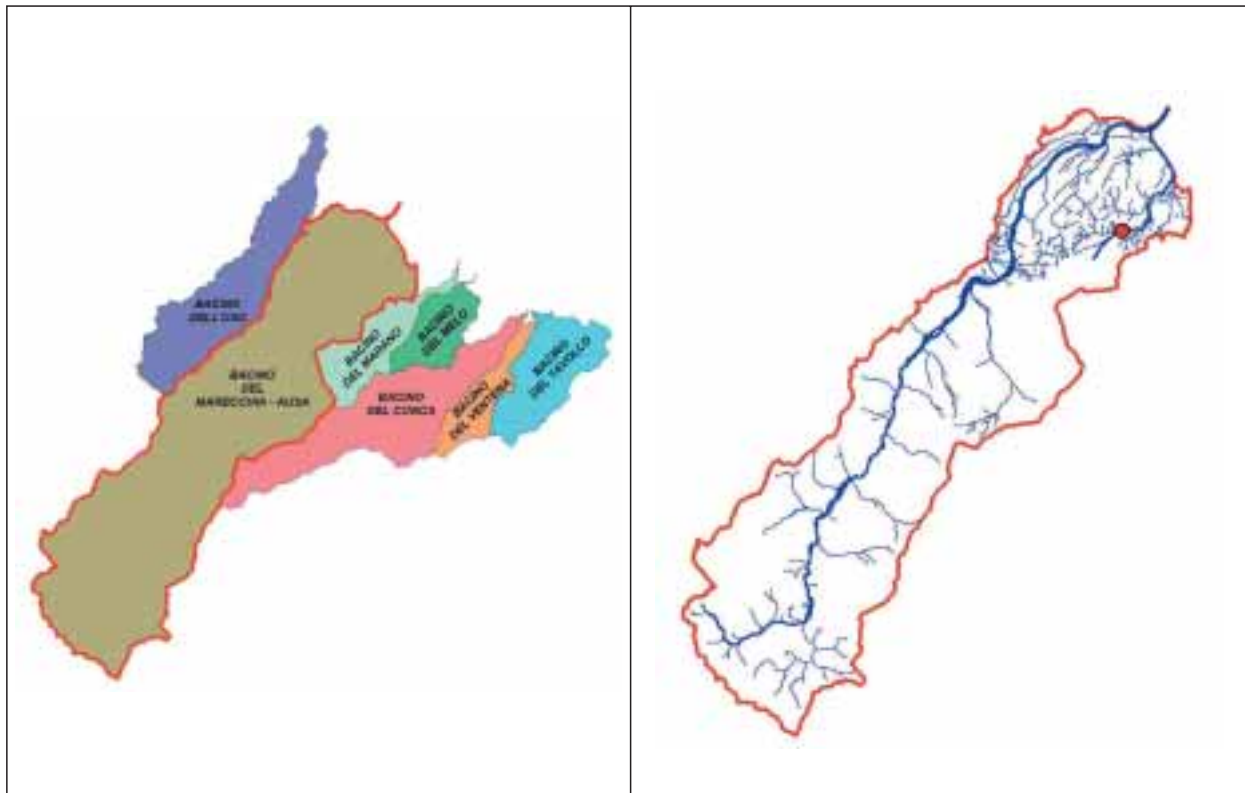 BACINO
DELL'USO
BACINO
DEL
MARECCHIA - AUSA
BACINO
DEL MARANO
BACINO
DEL MELO
BACINO
DEL CONCA
BACINO
DEL VENTENA
BACINO
DEL TAVOLLO